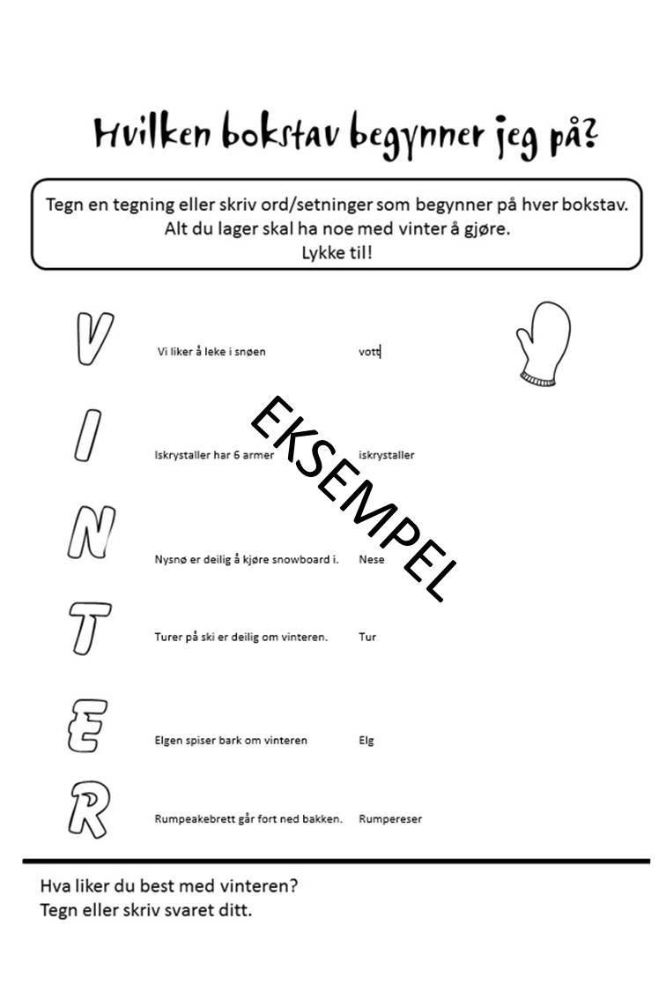 Hvilken bokstav begynner jeg på?
Tegn en tegning eller skriv ord/setninger som begynner på hver bokstav.
Alt du lager skal ha noe med vinter å gjøre.
Lykke til!
V Vi liker å leke i snøen vott
I Iskrystaller har 6 armer iskrystaller
EKSEMPEL
N Nysnø er deilig å kjøre snowboard i. Nese
T Turer på ski er deilig om vinteren. Tur
E Elgen spiser bark om vinteren Elg
R Rumpeakebrett går fort ned bakken. Rumpereser
Hva liker du best med vinteren?
Tegn eller skriv svaret ditt.